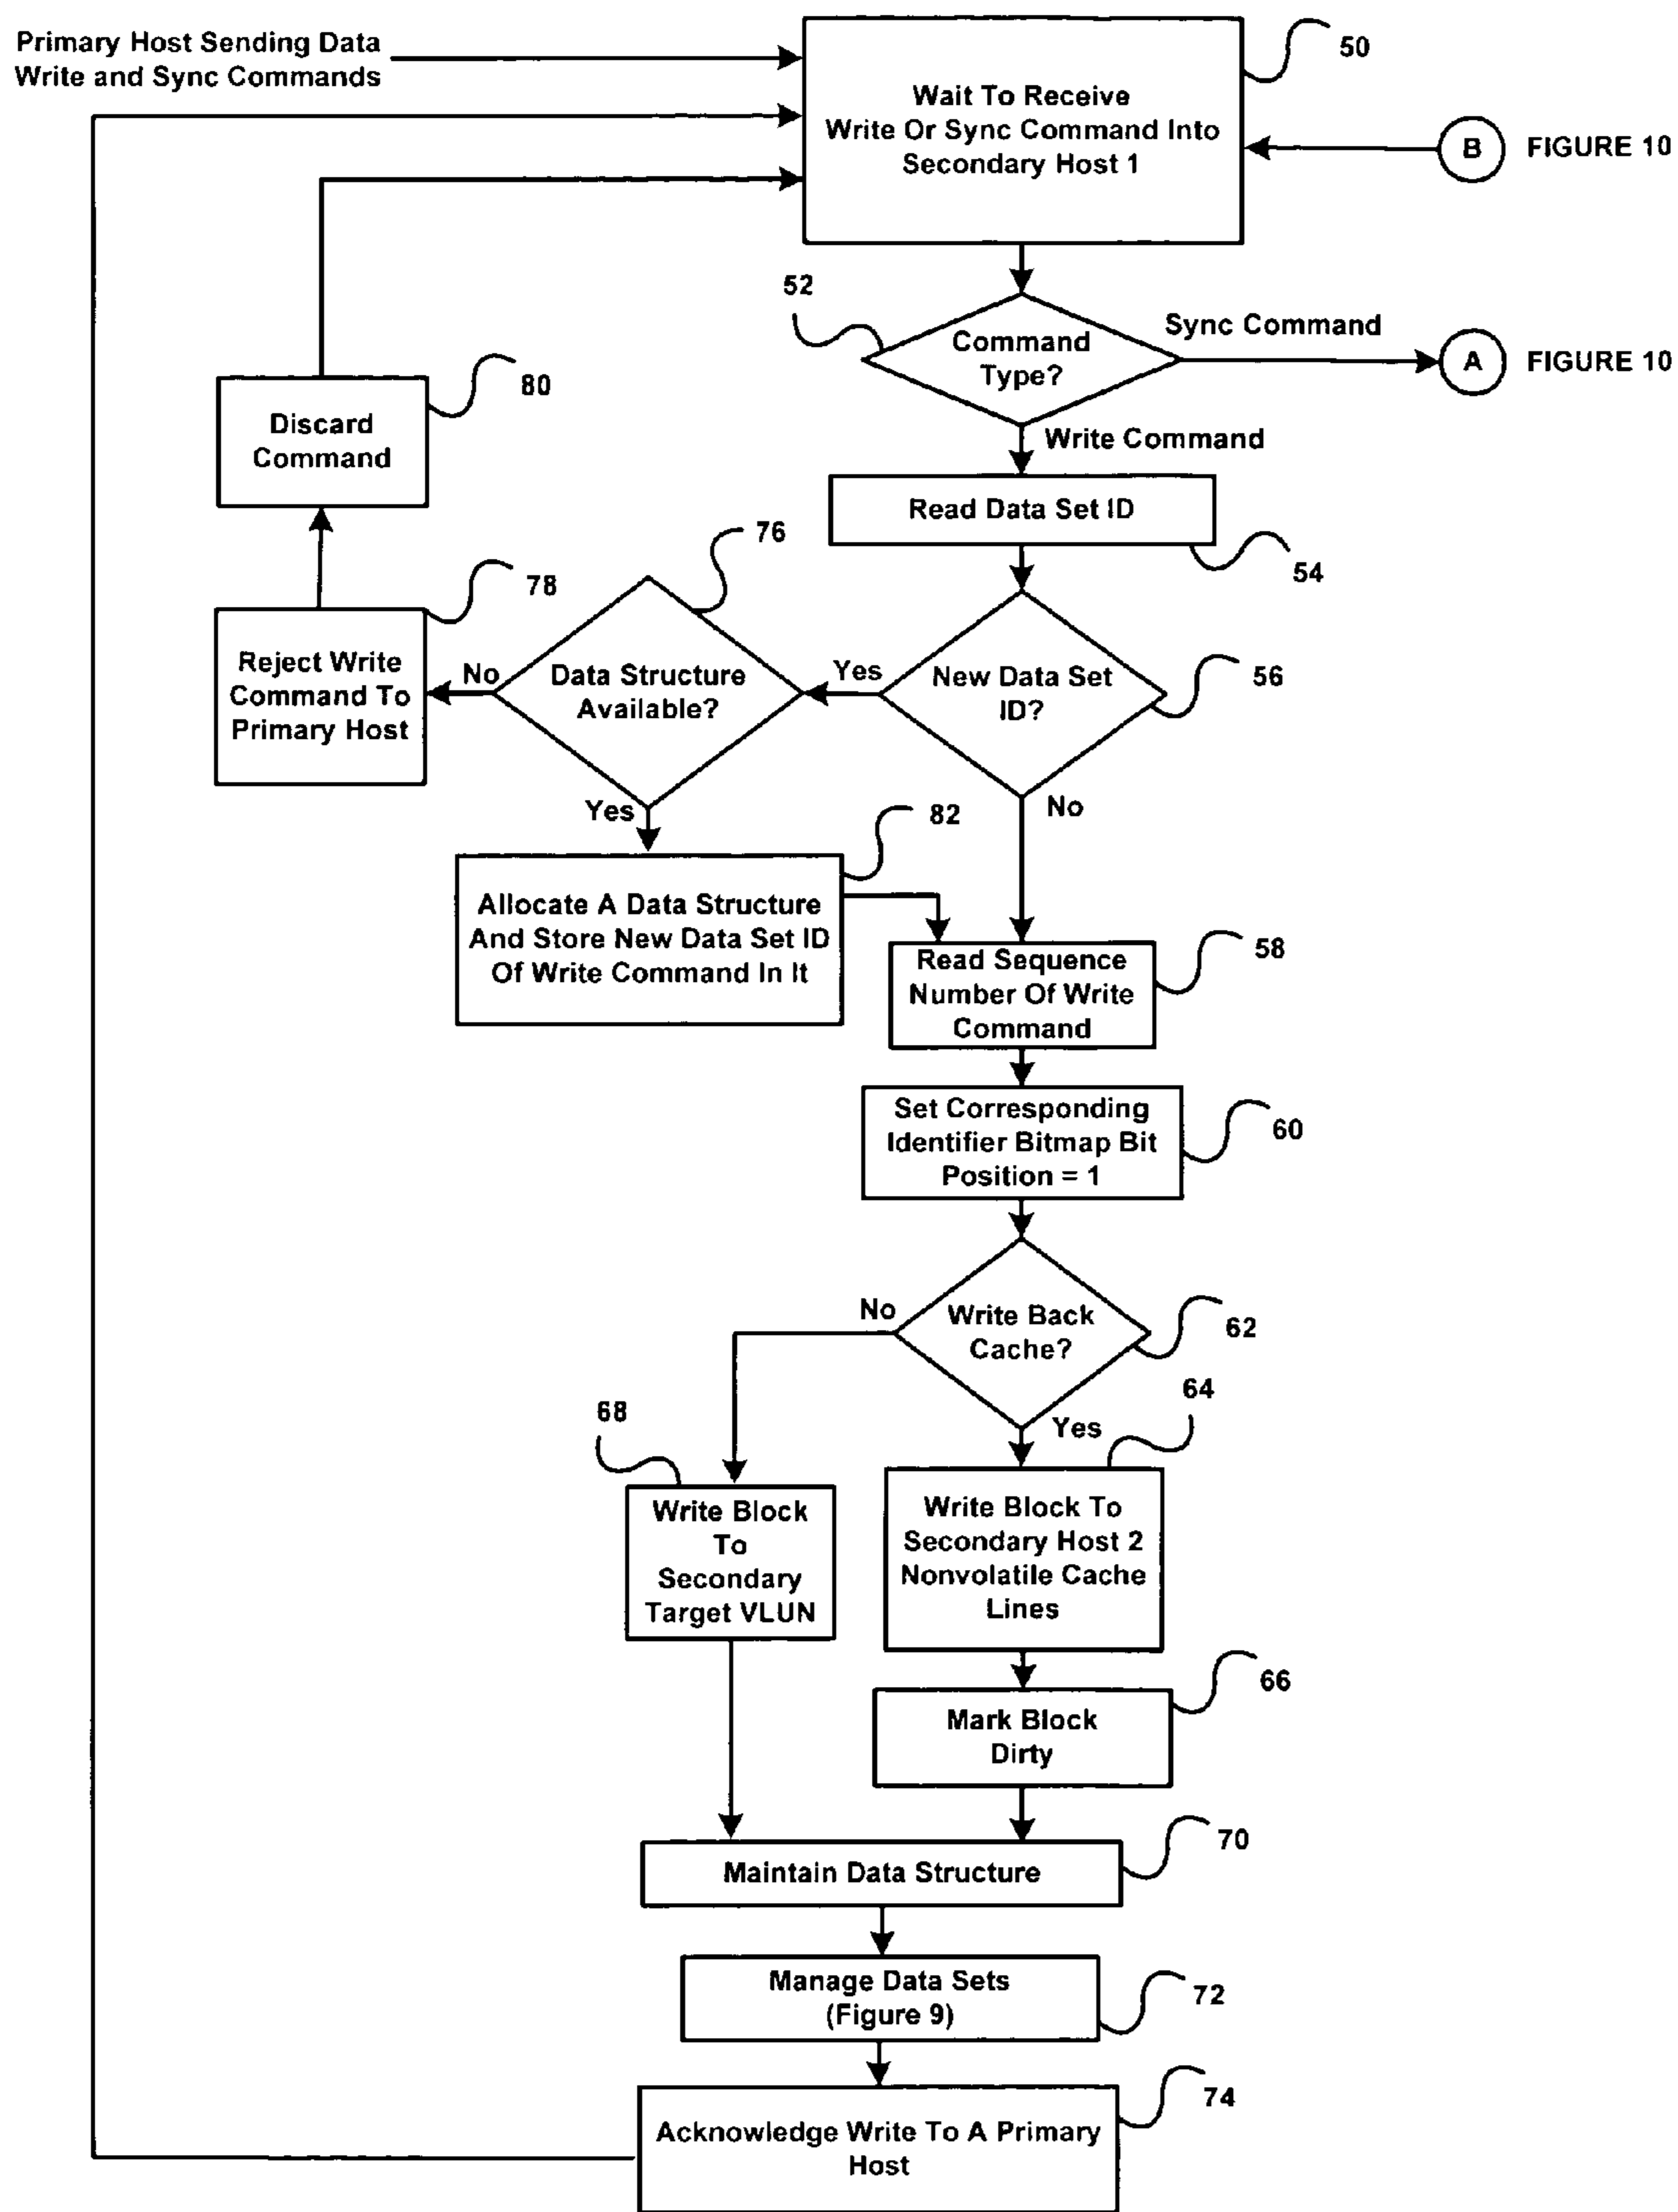 Primary Host Sending Data
Write and Sync Commands
50
Wait To Receive
Write Or Sync Command Into
Secondary Host 1
B
FIGURE 10
52
Command
Type?
Sync Command
A
FIGURE 10
80
Discard
Command
Write Command
Read Data Set ID
54
76
78
Reject Write
Command To
Primary Host
No
Data Structure
Available?
Yes
New Data Set
ID?
56
Yes
No
82
Allocate A Data Structure
And Store New Data Set ID
Of Write Command In It
Read Sequence
Number Of Write
Command
58
Set Corresponding
Identifier Bitmap Bit
Position = 1
60
No
Write Back
Cache?
62
64
68
Yes
Write Block
To
Secondary
Target VLUN
Write Block To
Secondary Host 2
Nonvolatile Cache
Lines
66
Mark Block
Dirty
70
Maintain Data Structure
Manage Data Sets
(Figure 9)
72
74
Acknowledge Write To A Primary
Host